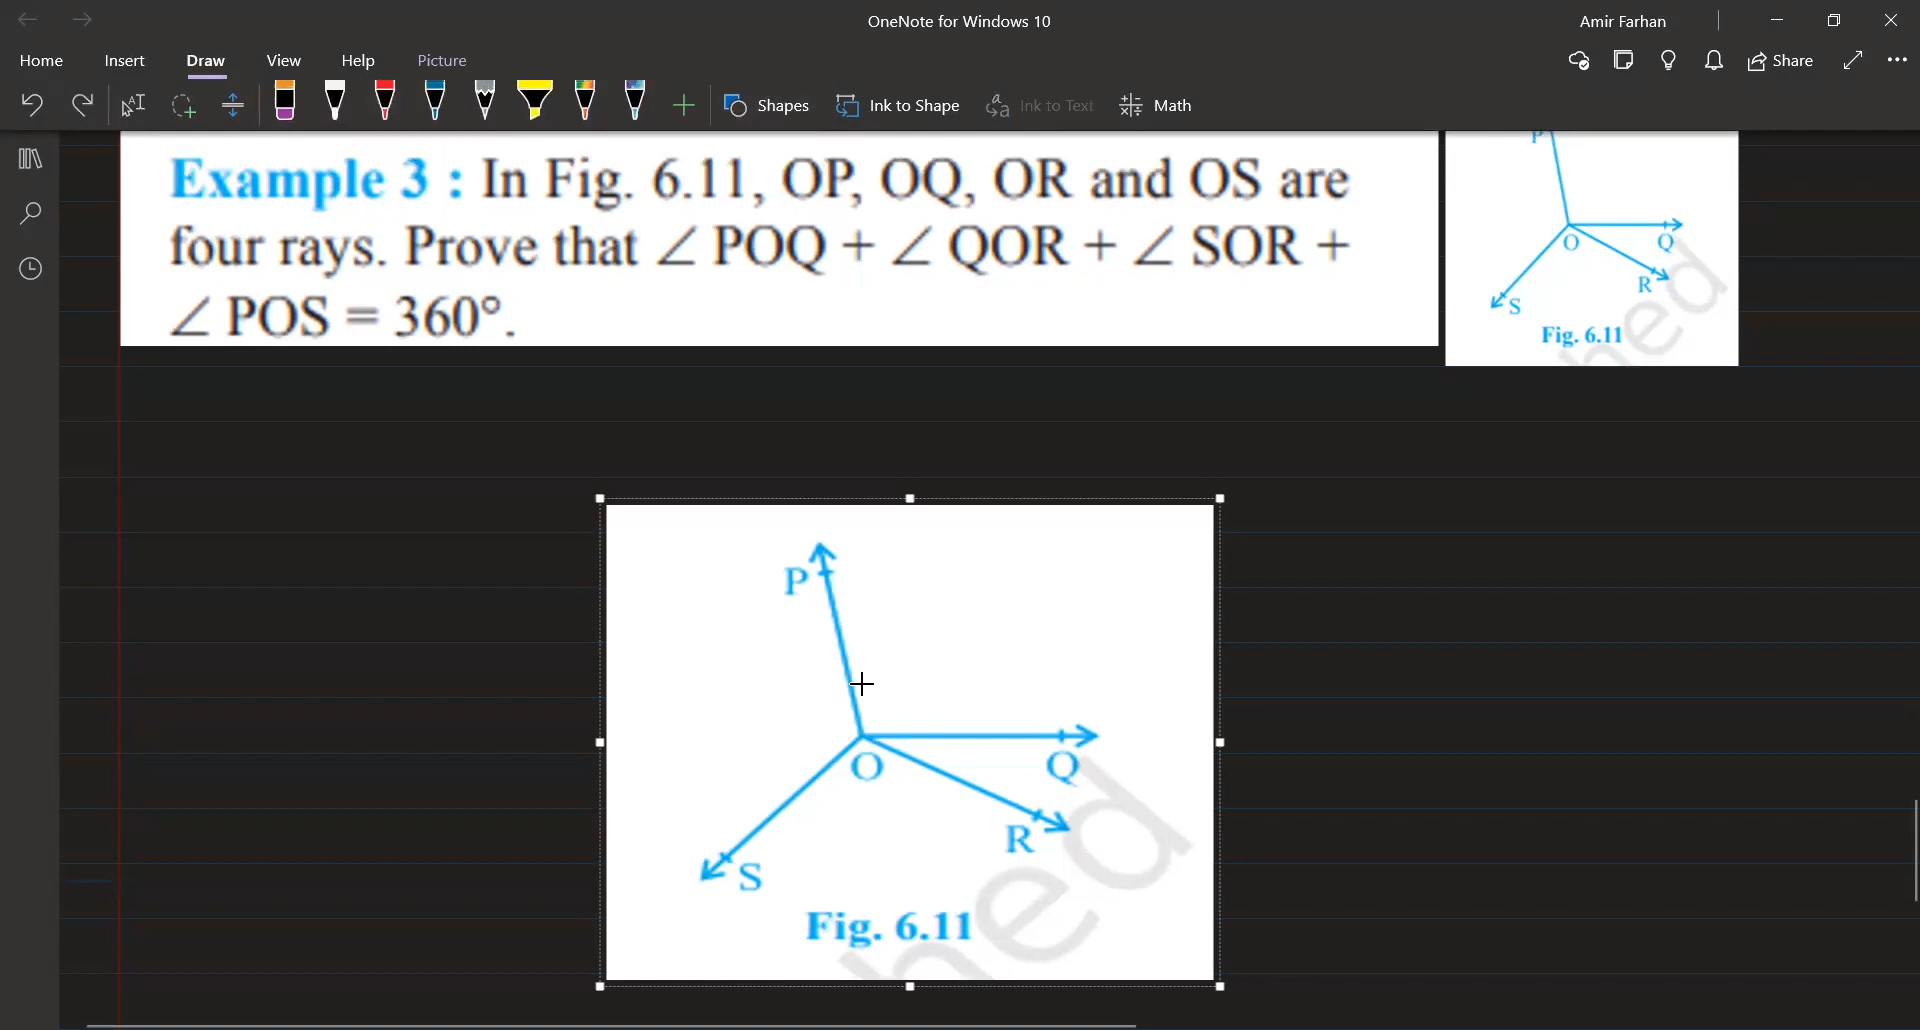 OneNote for Windows 10
Amir Farhan
Home Insert Draw View Help Picture
Share
Shapes Ink to Shape Ink to Text Math
Example 3 : In Fig. 6.11, OP, OQ, OR and OS are
four rays. Prove that ∠ POQ + ∠ QOR + ∠ SOR +
∠ POS = 360°.
P
O
Q
R
S
Fig. 6.11
hed
P
O
Q
R
S
Fig. 6.11
hed